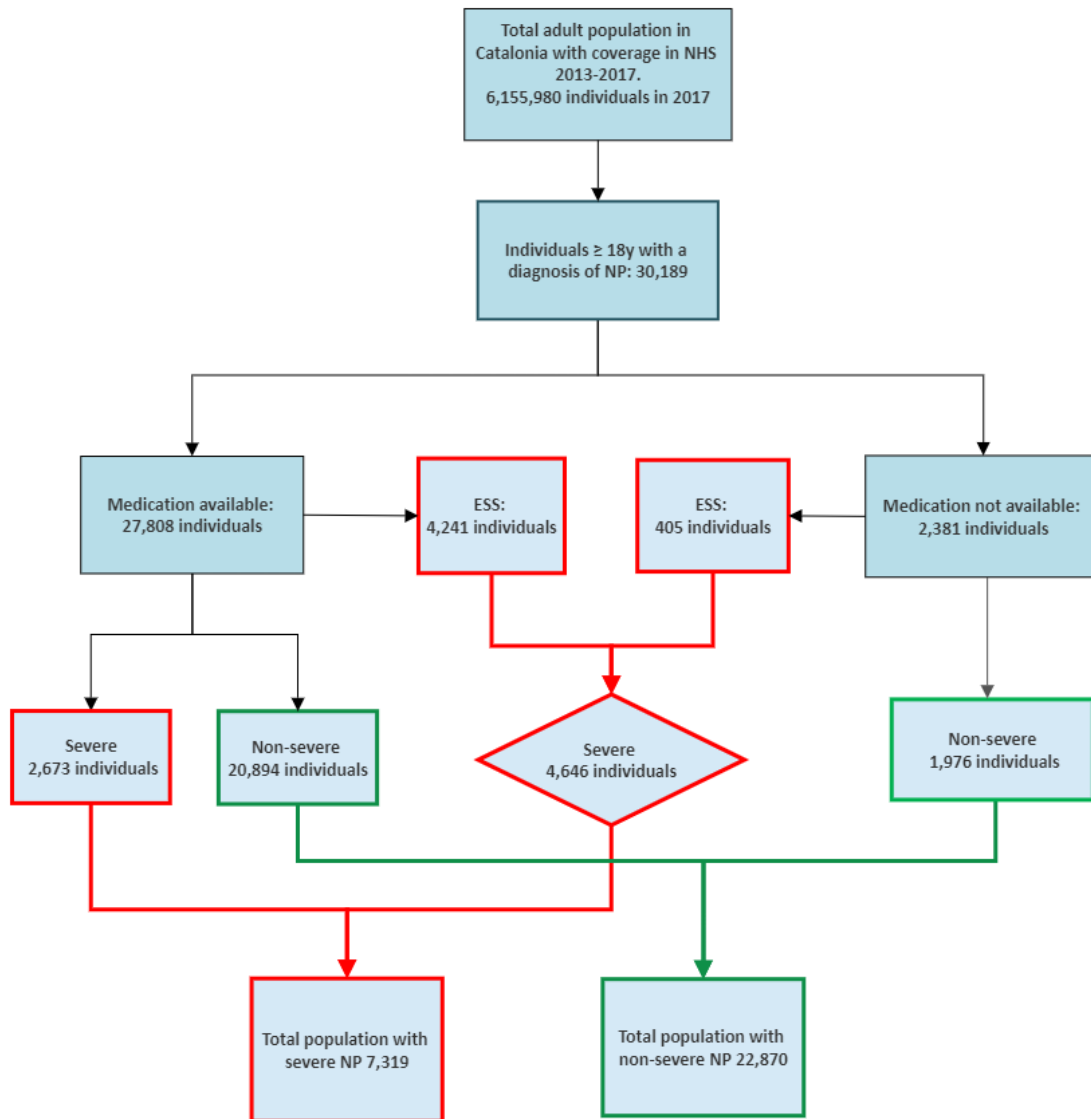 Total adult population in
Catalonia with coverage in NHS
2013-2017.
6,155,980 individuals in 2017
Individuals ≥ 18y with a
diagnosis of NP: 30,189
Medication available:
27,808 individuals
ESS:
4,241 individuals
ESS:
405 individuals
Medication not available:
2,381 individuals
Severe
2,673 individuals
Non-severe
20,894 individuals
Severe
4,646 individuals
Non-severe
1,976 individuals
Total population with
severe NP 7,319
Total population with
non-severe NP 22,870